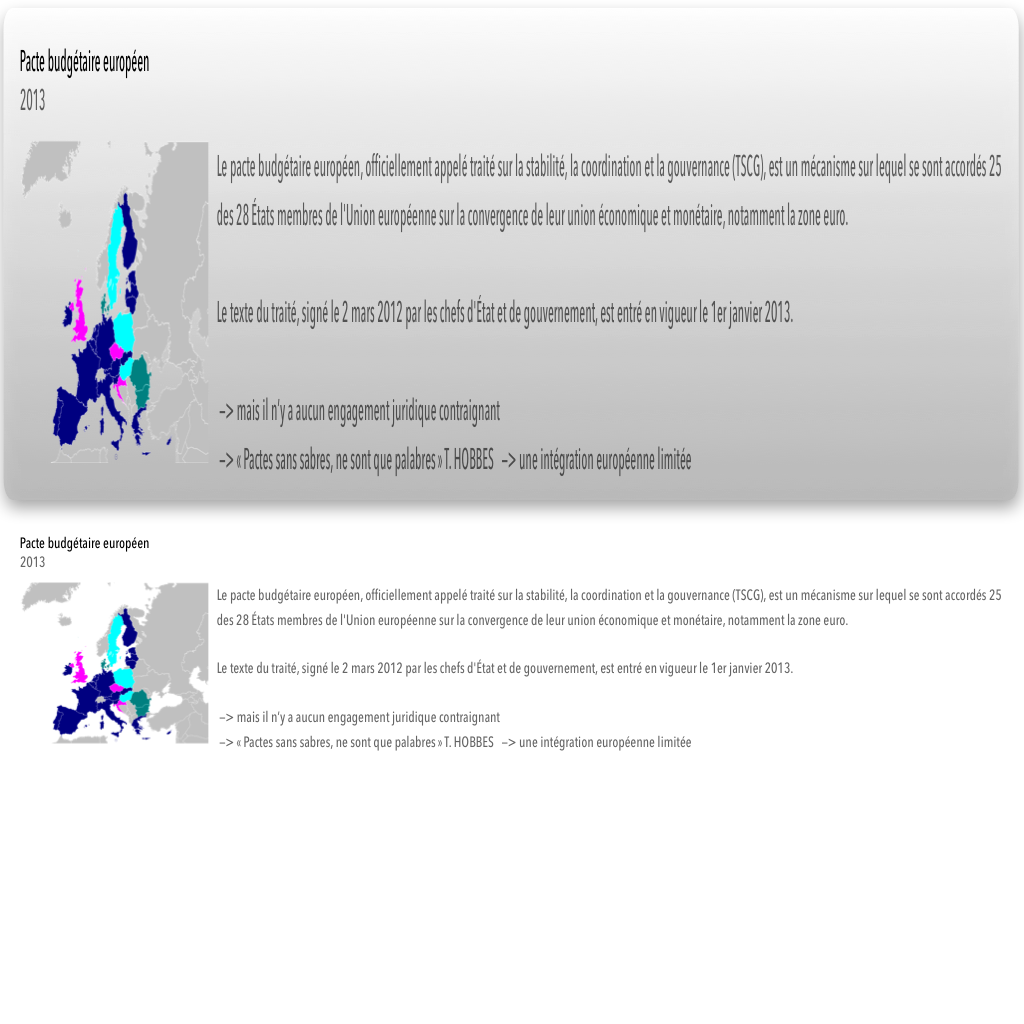 Pacte budgétaire européen
2013
Le pacte budgétaire européen, officiellement appelé traité sur la stabilité, la coordination et la gouvernance (TSCG), est un mécanisme sur lequel se sont accordés 25
des 28 États membres de l'Union européenne sur la convergence de leur union économique et monétaire, notamment la zone euro.
Le texte du traité, signé le 2 mars 2012 par les chefs d'État et de gouvernement, est entré en vigueur le 1er janvier 2013.
—> mais il n’y a aucun engagement juridique contraignant
—> « Pactes sans sabres, ne sont que palabres » T. HOBBES —> une intégration européenne limitée
Pacte budgétaire européen
2013
Le pacte budgétaire européen, officiellement appelé traité sur la stabilité, la coordination et la gouvernance (TSCG), est un mécanisme sur lequel se sont accordés 25
des 28 États membres de l'Union européenne sur la convergence de leur union économique et monétaire, notamment la zone euro.
Le texte du traité, signé le 2 mars 2012 par les chefs d'État et de gouvernement, est entré en vigueur le 1er janvier 2013.
—> mais il n’y a aucun engagement juridique contraignant
—> « Pactes sans sabres, ne sont que palabres » T. HOBBES —> une intégration européenne limitée